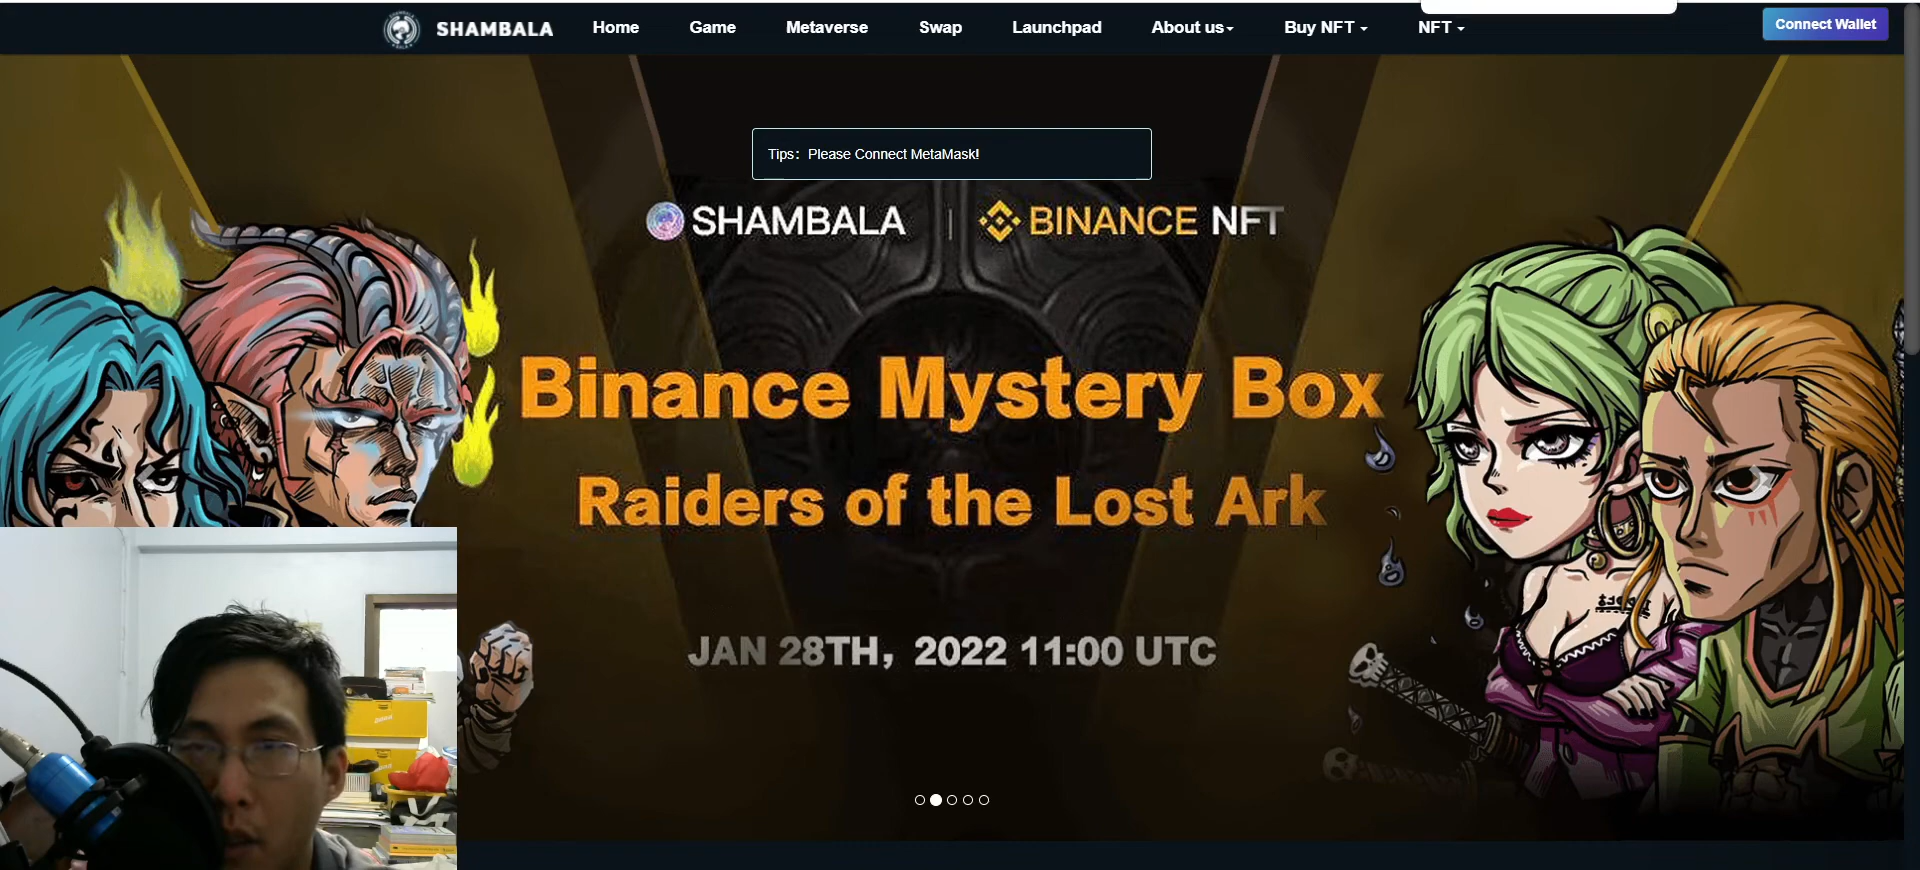 SHAMBALA Home Game Metaverse Swap Launchpad About us Buy NFT NFT Connect Wallet
Tips: Please Connect MetaMask!
SHAMBALA | BINANCE NFT
Binance Mystery Box
Raiders of the Lost Ark
JAN 28TH, 2022 11:00 UTC